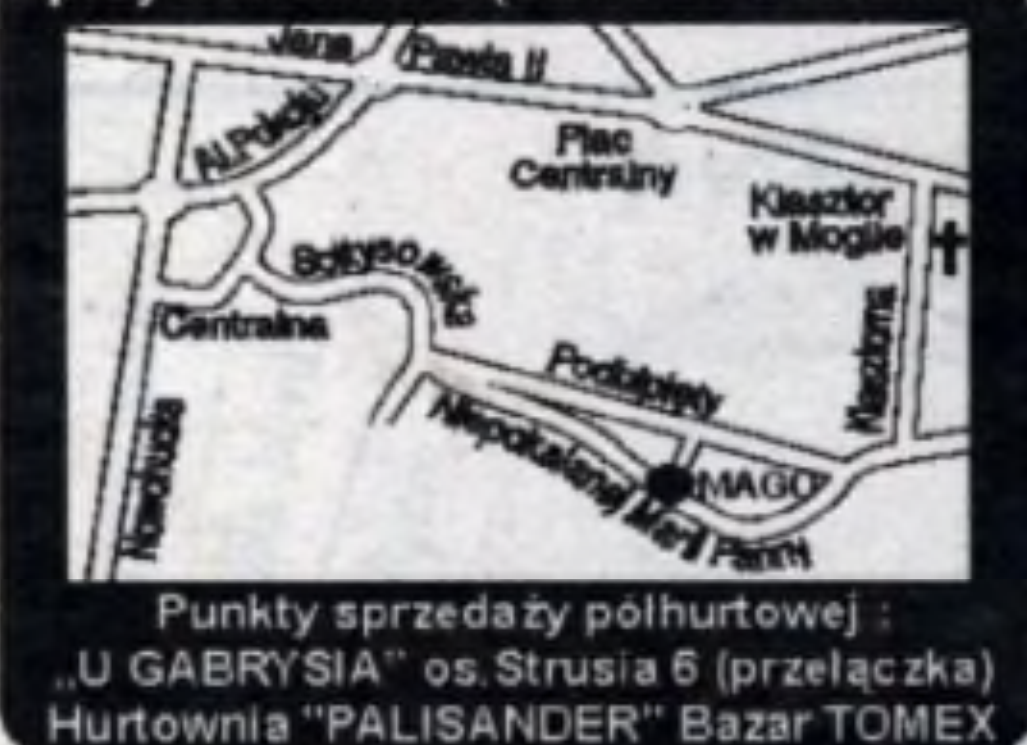 Jana Pawła II
Al.Pokoju
Plac
Centralny
Klasztor
w Mogile
Sołtysowska
Centralna
Klasztorna
Podbipięty
Nowohucka
Niepokalanej Marii Panny
MAGO
Punkty sprzedaży półhurtowej :
„U GABRYSIA" os.Strusia 6 (przełączka)
Hurtownia "PALISANDER" Bazar TOMEX